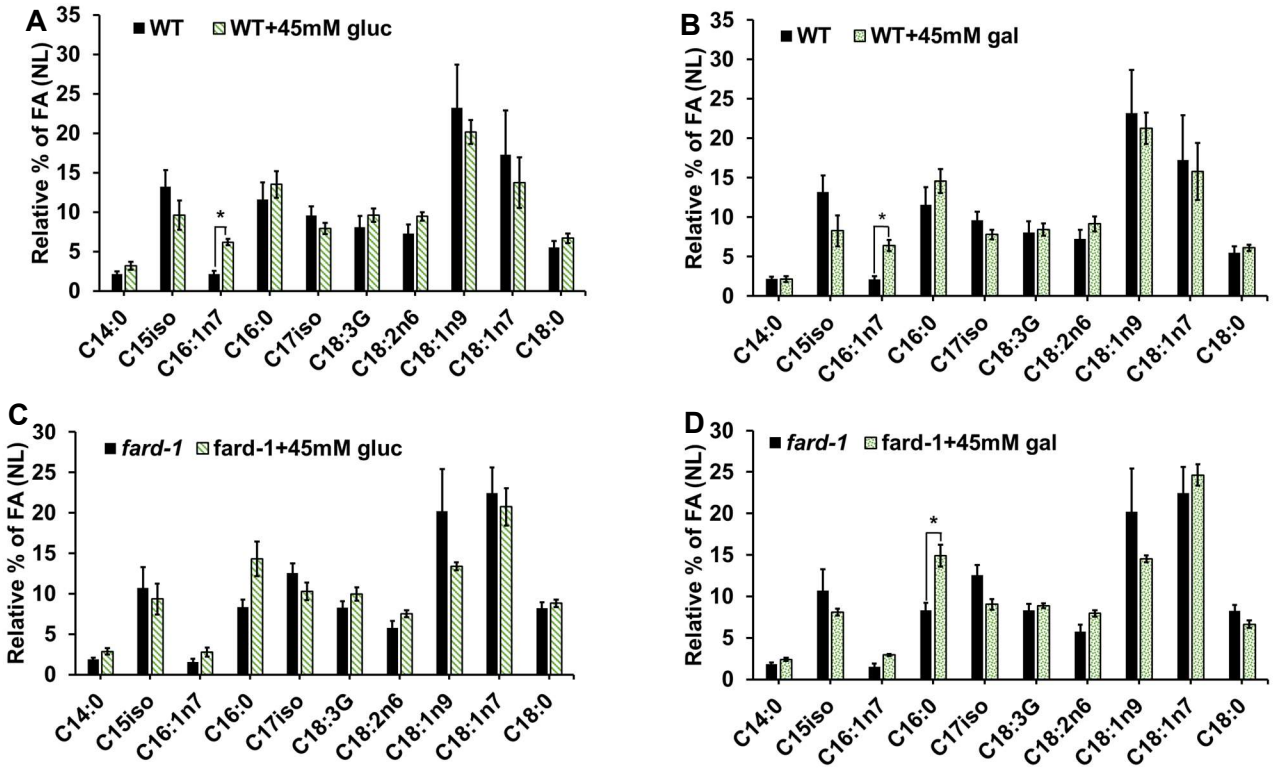 A
WT WT+45mM gluc
Relative % of FA (NL)
35
30
25
20
15
10
5
0
*
C14:0 C15iso C16:1n7 C16:0 C17iso C18:3G C18:2n6 C18:1n9 C18:1n7 C18:0
B
WT WT+45mM gal
Relative % of FA (NL)
35
30
25
20
15
10
5
0
*
C14:0 C15iso C16:1n7 C16:0 C17iso C18:3G C18:2n6 C18:1n9 C18:1n7 C18:0
C
fard-1 fard-1+45mM gluc
Relative % of FA (NL)
30
25
20
15
10
5
0
C14:0 C15iso C16:1n7 C16:0 C17iso C18:3G C18:2n6 C18:1n9 C18:1n7 C18:0
D
fard-1 fard-1+45mM gal
Relative % of FA (NL)
30
25
20
15
10
5
0
*
C14:0 C15iso C16:1n7 C16:0 C17iso C18:3G C18:2n6 C18:1n9 C18:1n7 C18:0